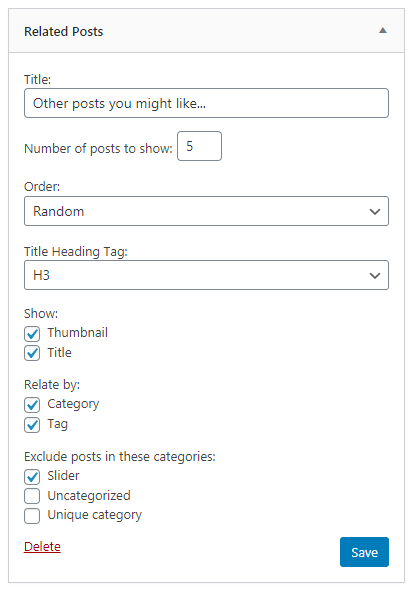 Related Posts
Title:
Other posts you might like...
Number of posts to show: 5
Order:
Random
Title Heading Tag:
H3
Show:
Thumbnail
Title
Relate by:
Category
Tag
Exclude posts in these categories:
Slider
Uncategorized
Unique category
Delete Save